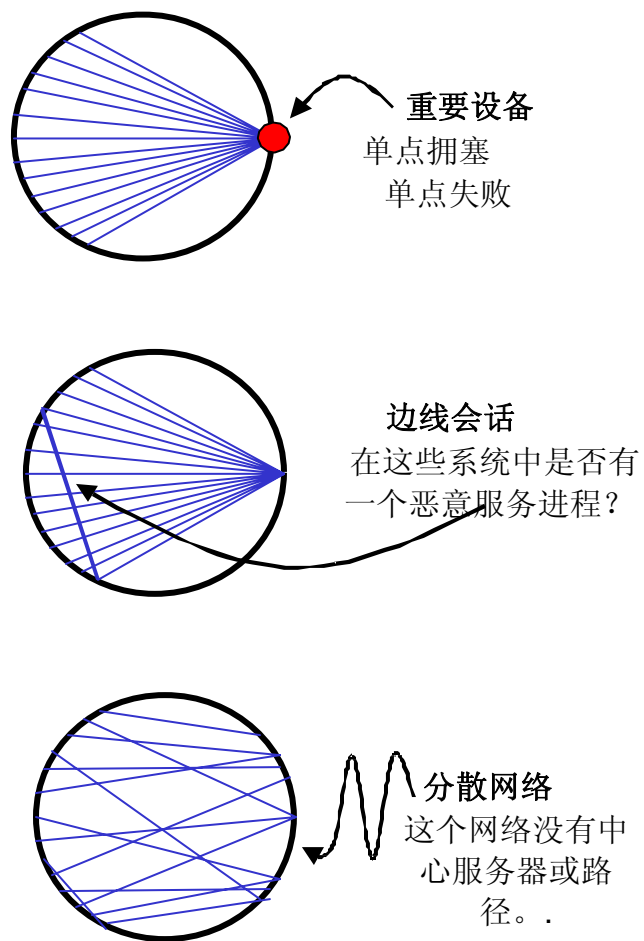 重要设备
单点拥塞
单点失败
边线会话
在这些系统中是否有
一个恶意服务进程？
分散网络
这个网络没有中
心服务器或路
径。.